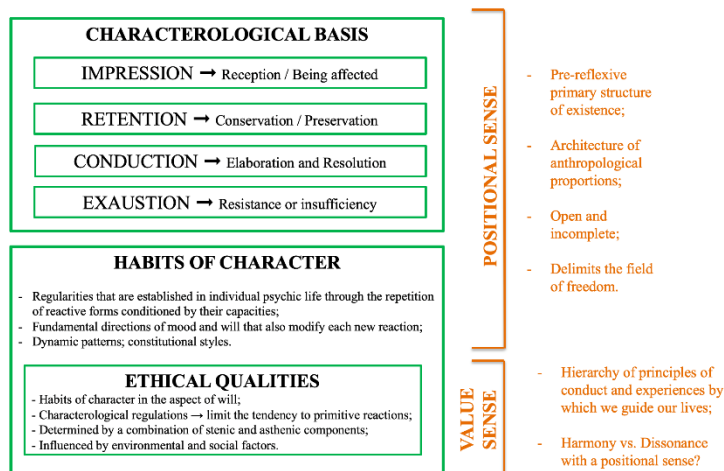 CHARACTEROLOGICAL BASIS
IMPRESSION → Reception / Being affected
RETENTION → Conservation / Preservation
CONDUCTION → Elaboration and Resolution
EXAUSTION → Resistance or insufficiency
HABITS OF CHARACTER
- Regularities that are established in individual psychic life through the repetition
of reactive forms conditioned by their capacities;
- Fundamental directions of mood and will that also modify each new reaction;
- Dynamic patterns; constitutional styles.
ETHICAL QUALITIES
- Habits of character in the aspect of will;
- Characterological regulations → limit the tendency to primitive reactions;
- Determined by a combination of stenic and asthenic components;
- Influenced by environmental and social factors.
POSITIONAL SENSE
- Pre-reflexive
primary structure
of existence;
- Architecture of
anthropological
proportions;
- Open and
incomplete;
- Delimits the field
of freedom.
VALUE
SENSE
- Hierarchy of principles of
conduct and experiences by
which we guide our lives;
- Harmony vs. Dissonance
with a positional sense?